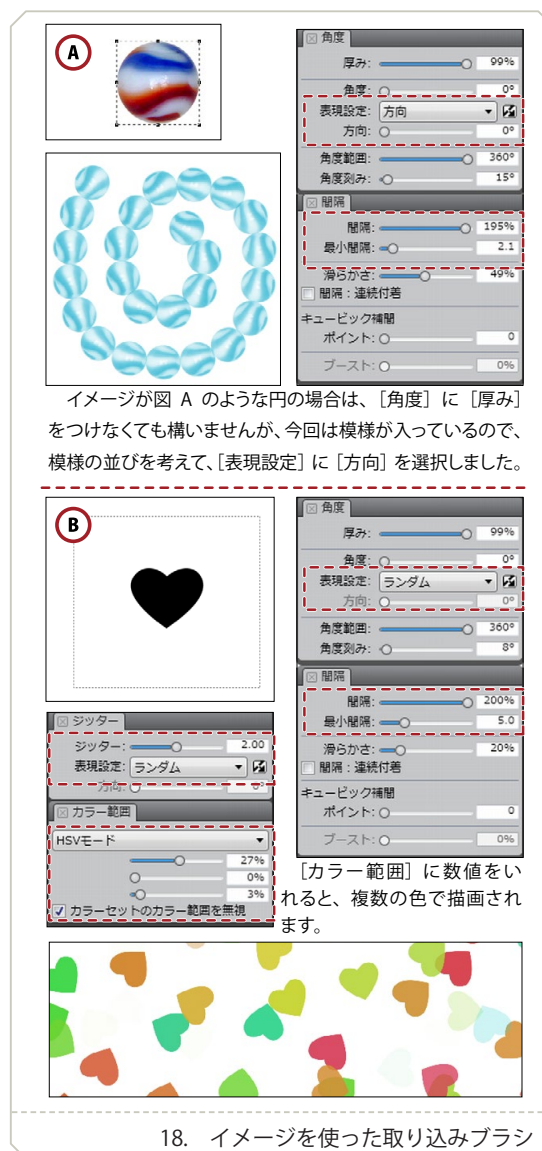 A
角度
厚み: 99%
角度: 0°
表現設定: 方向
方向: 0°
角度範囲: 360°
角度刻み: 15°
間隔
間隔: 195%
最小間隔: 2.1
滑らかさ: 49%
間隔：連続付着
キュービック補間
ポイント: 0
ブースト: 0%
イメージが図 A のような円の場合は、［角度］に［厚み］
をつけなくても構いませんが、今回は模様が入っているので、
模様の並びを考えて、［表現設定］に［方向］を選択しました。
B
角度
厚み: 99%
角度: 0°
表現設定: ランダム
方向: 0°
角度範囲: 360°
角度刻み: 8°
間隔
間隔: 200%
最小間隔: 5.0
滑らかさ: 20%
間隔：連続付着
キュービック補間
ポイント: 0
ブースト: 0%
ジッター
ジッター: 2.00
表現設定: ランダム
方向: 0°
カラー範囲
HSVモード
27%
0%
3%
カラーセットのカラー範囲を無視
［カラー範囲］に数値をい
れると、複数の色で描画され
ます。
18. イメージを使った取り込みブラシ